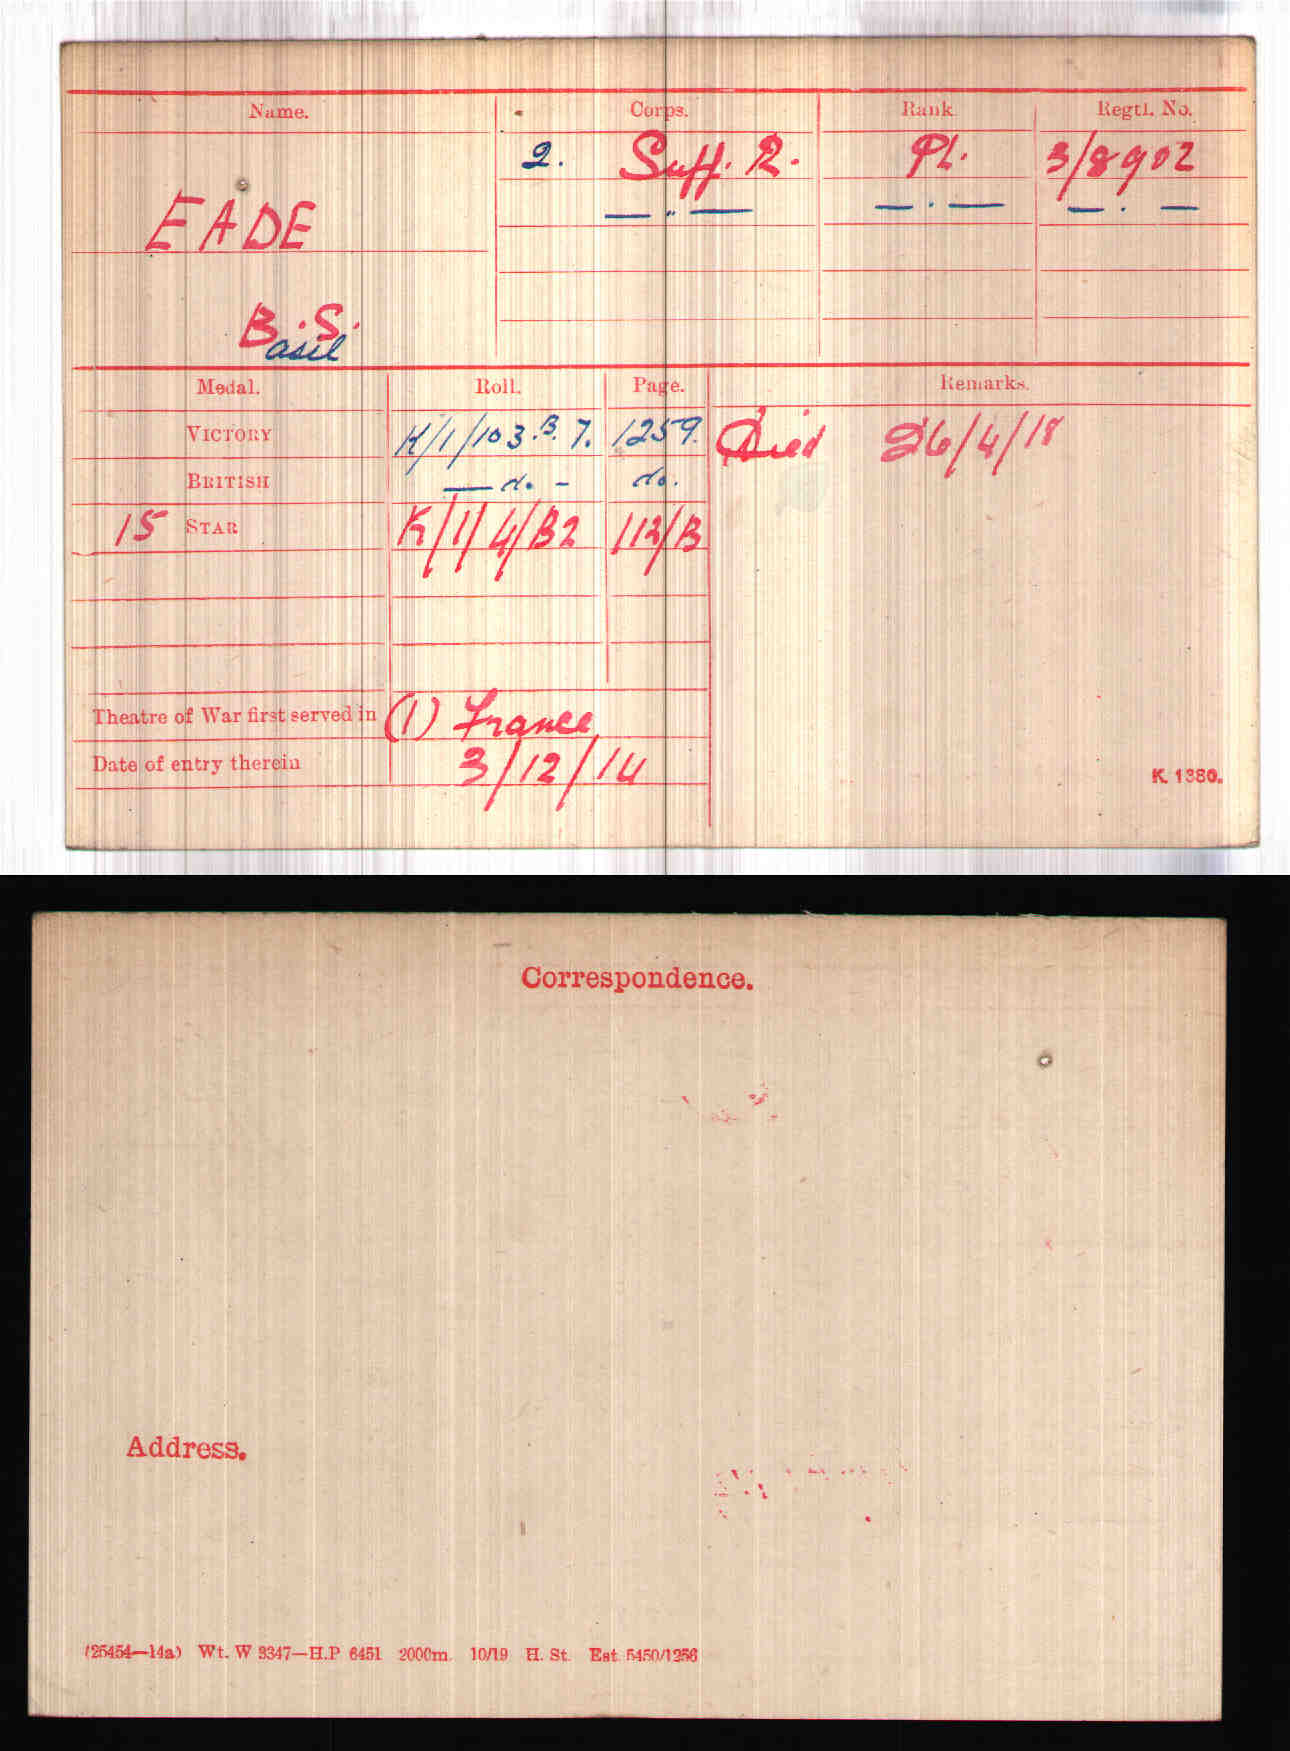 Name. Corps. Rank Regtl. No.
2. Suff. R. Pt. 3/8902
— " — — . — — . —
EADE
B. S.
asil
Medal. Roll. Page. Remarks.
VICTORY K/1/103.B.7. 1259. Died 26/4/18
BRITISH — do. - do.
15 STAR K/1/4/B2 112/B
Theatre of War first served in (1) France
Date of entry therein 3/12/14
K. 1380.
Correspondence.
Address.
(25454—14a) Wt. W 3347—H.P 6451 2000m. 10/19 H. St. Est. 5450/1256